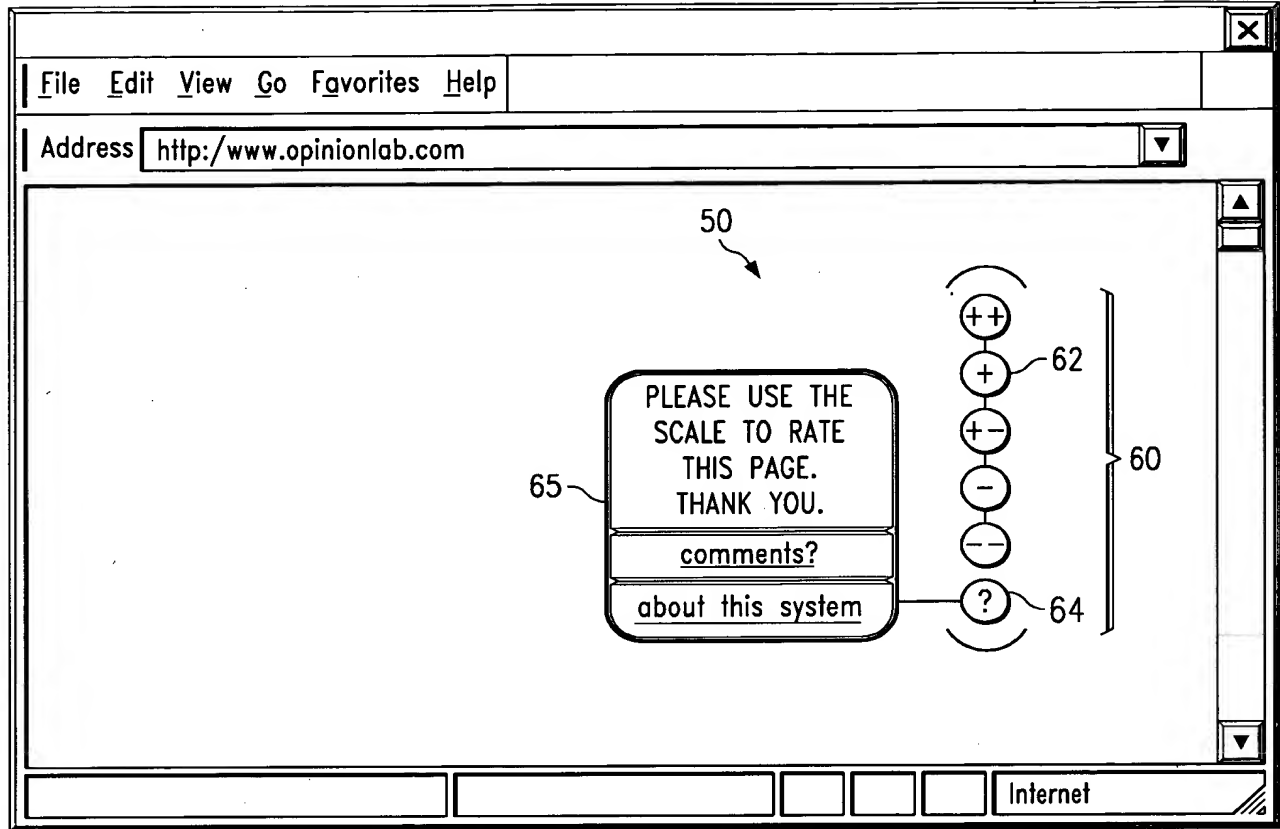 File Edit View Go Favorites Help
Address http:/www.opinionlab.com
50
++
+ 62
PLEASE USE THE
SCALE TO RATE
THIS PAGE.
THANK YOU.
+-
60
65
-
comments?
--
about this system
? 64
Internet